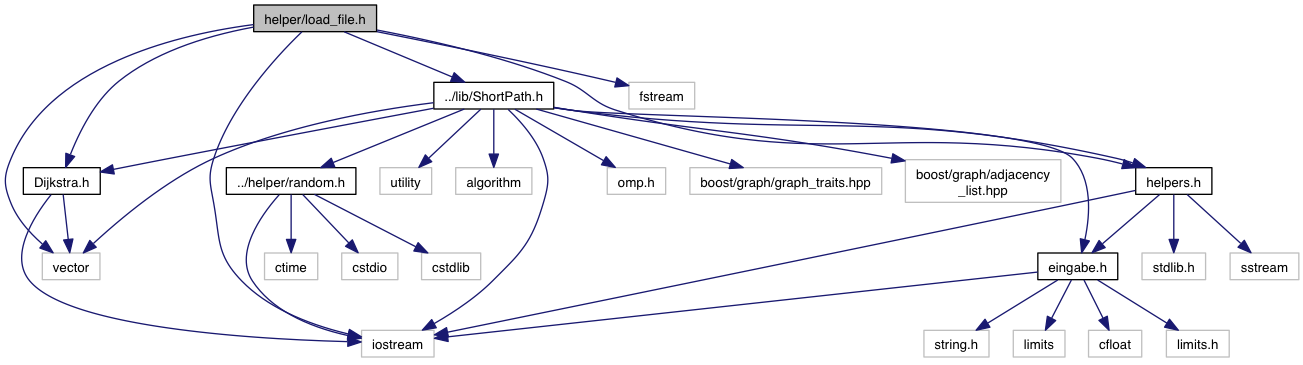 helper/load_file.h
../lib/ShortPath.h
fstream
Dijkstra.h
../helper/random.h
utility
algorithm
omp.h
boost/graph/graph_traits.hpp
boost/graph/adjacency
_list.hpp
helpers.h
vector
ctime
cstdio
cstdlib
eingabe.h
stdlib.h
sstream
iostream
string.h
limits
cfloat
limits.h